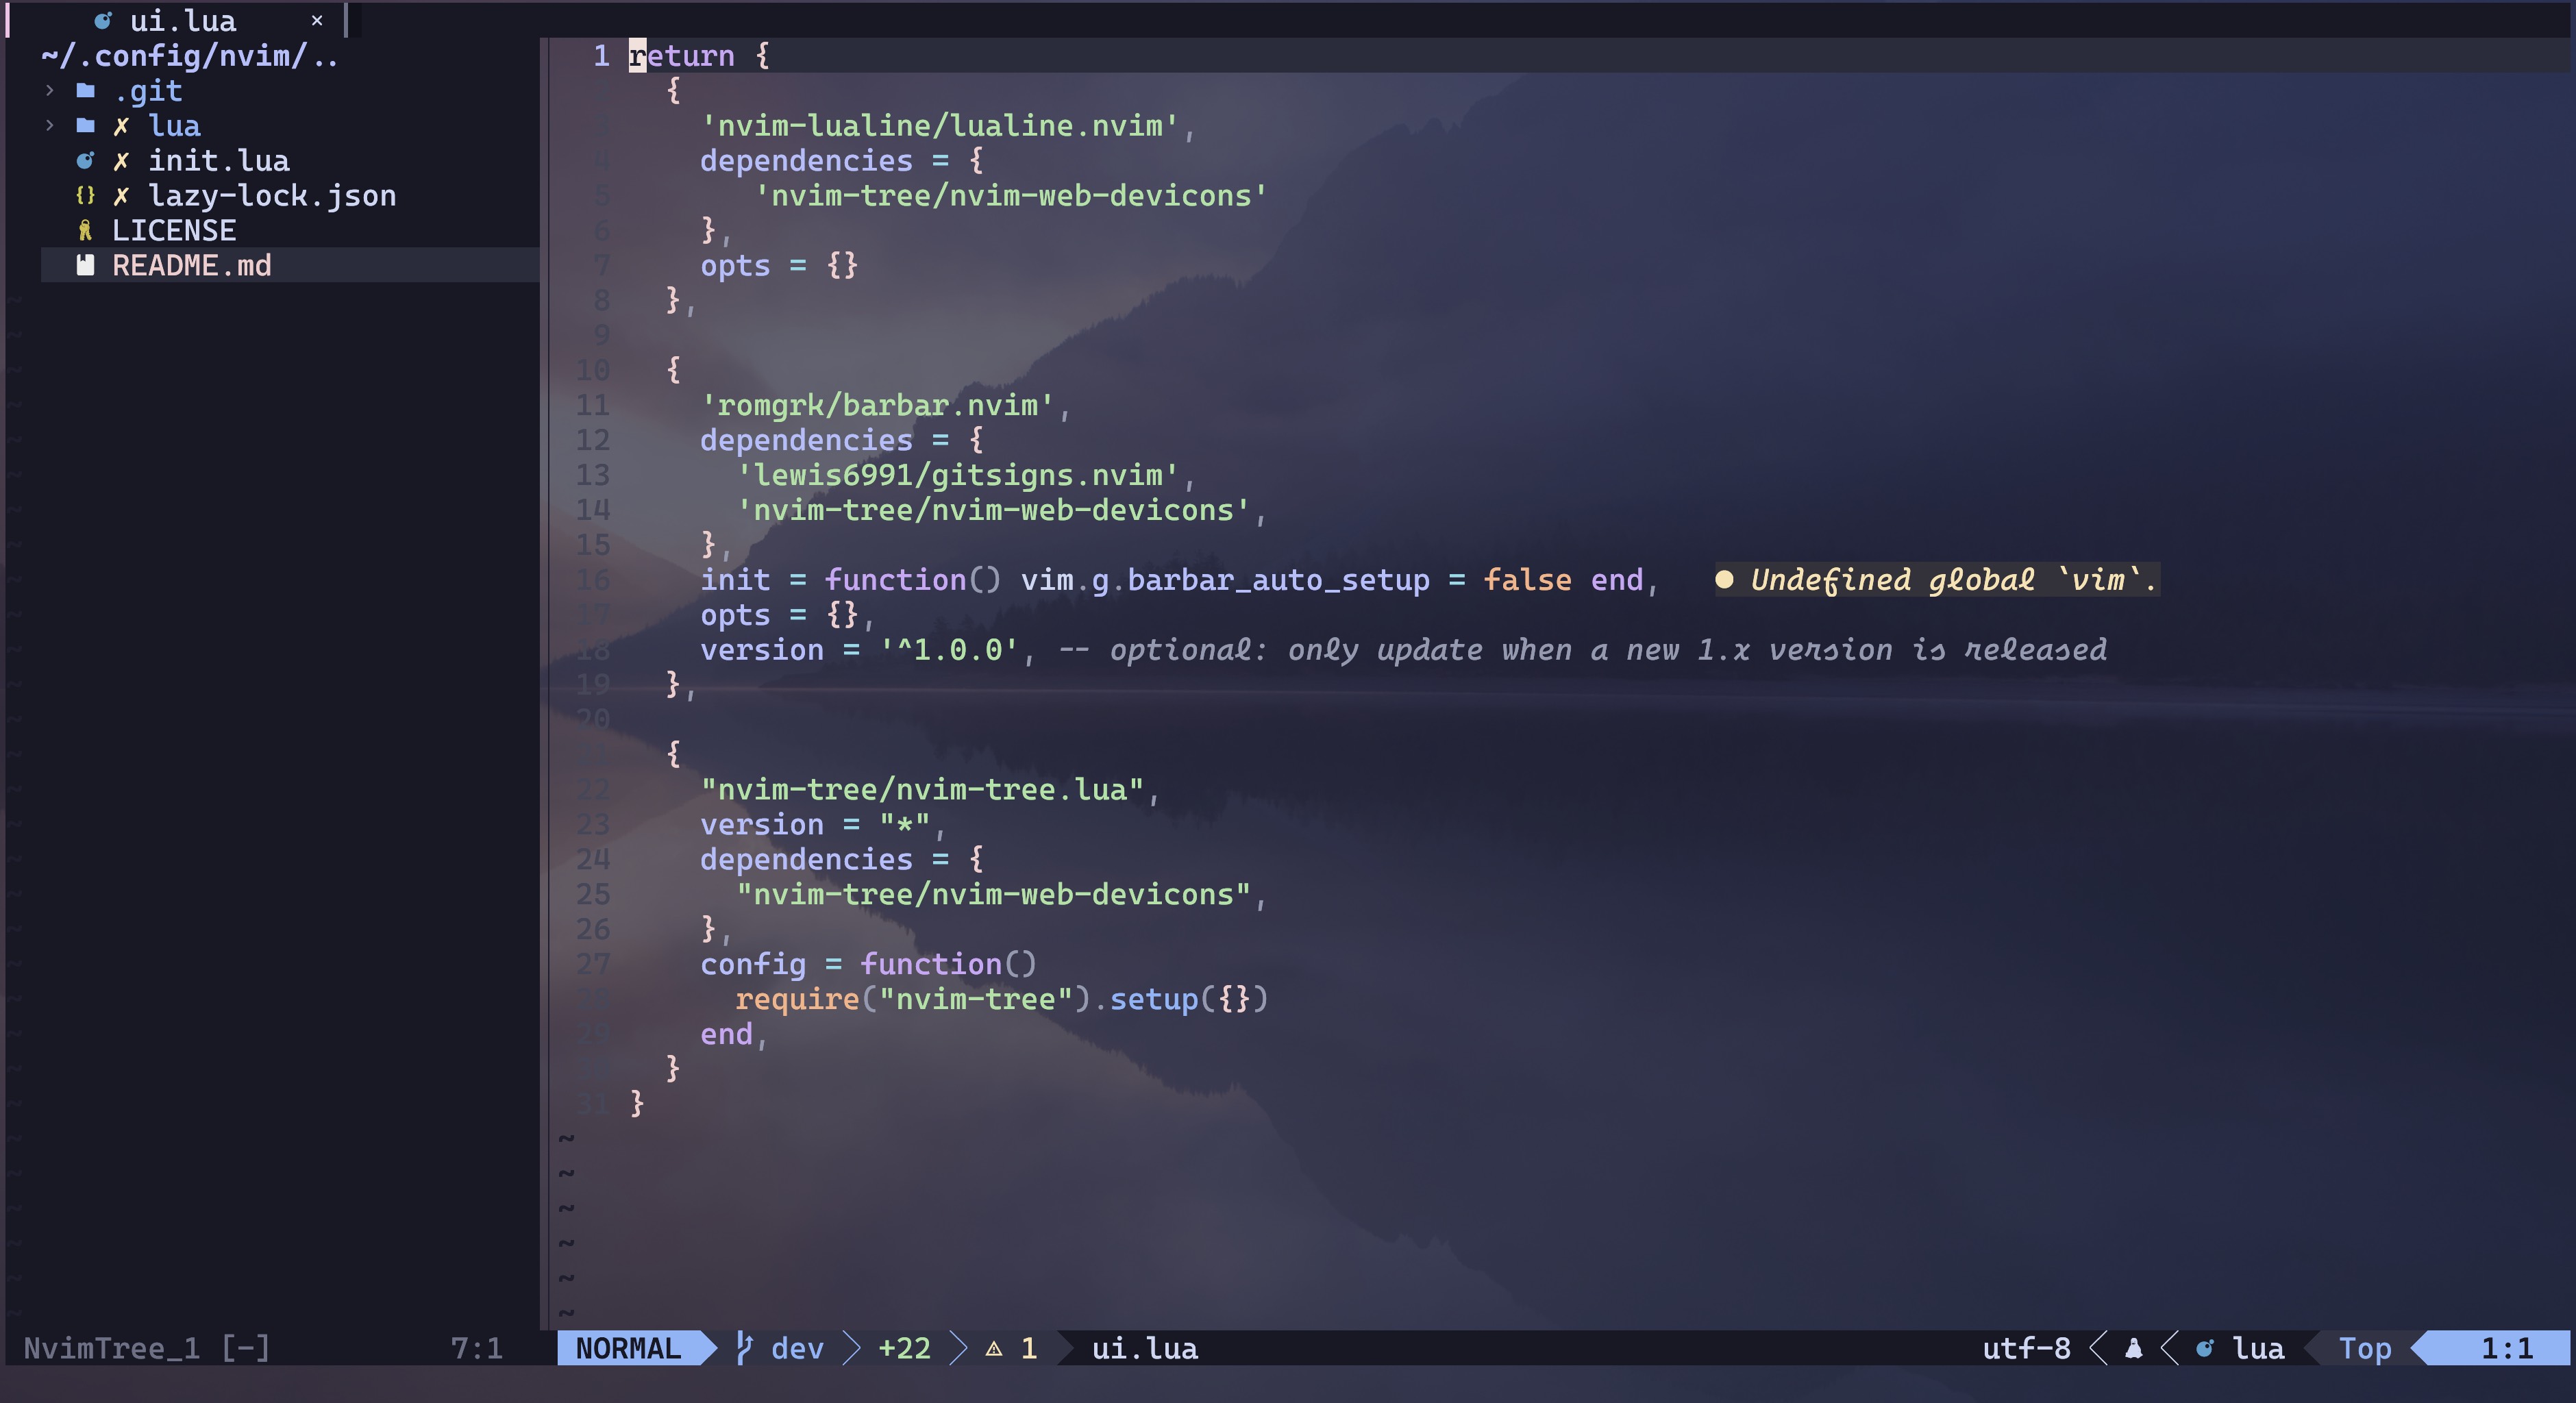 ui.lua ×
~/.config/nvim/..
.git
lua
init.lua
lazy-lock.json
LICENSE
README.md
1 return {
{
'nvim-lualine/lualine.nvim',
4 dependencies = {
5 'nvim-tree/nvim-web-devicons'
6 },
7 opts = {}
8 },
9
10 {
11 'romgrk/barbar.nvim',
12 dependencies = {
13 'lewis6991/gitsigns.nvim',
14 'nvim-tree/nvim-web-devicons',
15 },
16 init = function() vim.g.barbar_auto_setup = false end, ● Undefined global `vim`.
17 opts = {},
18 version = '^1.0.0', -- optional: only update when a new 1.x version is released
19 },
20
{
22 "nvim-tree/nvim-tree.lua",
23 version = "*",
24 dependencies = {
25 "nvim-tree/nvim-web-devicons",
26 },
27 config = function()
28 require("nvim-tree").setup({})
29 end,
}
31 }
~
~
~
~
~
~
NvimTree_1 [-] 7:1 NORMAL dev +22 1 ui.lua utf-8 lua Top 1:1